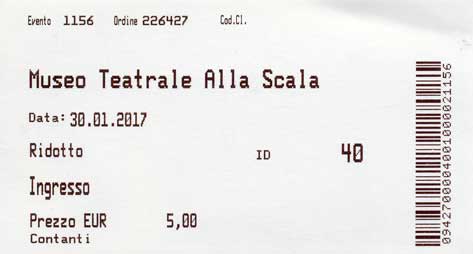 Evento 1156 Ordine 226427 Cod.Cl.
Museo Teatrale Alla Scala
Data: 30.01.2017
Ridotto ID 40
Ingresso
Prezzo EUR 5,00
Contanti
094270000040010000021156